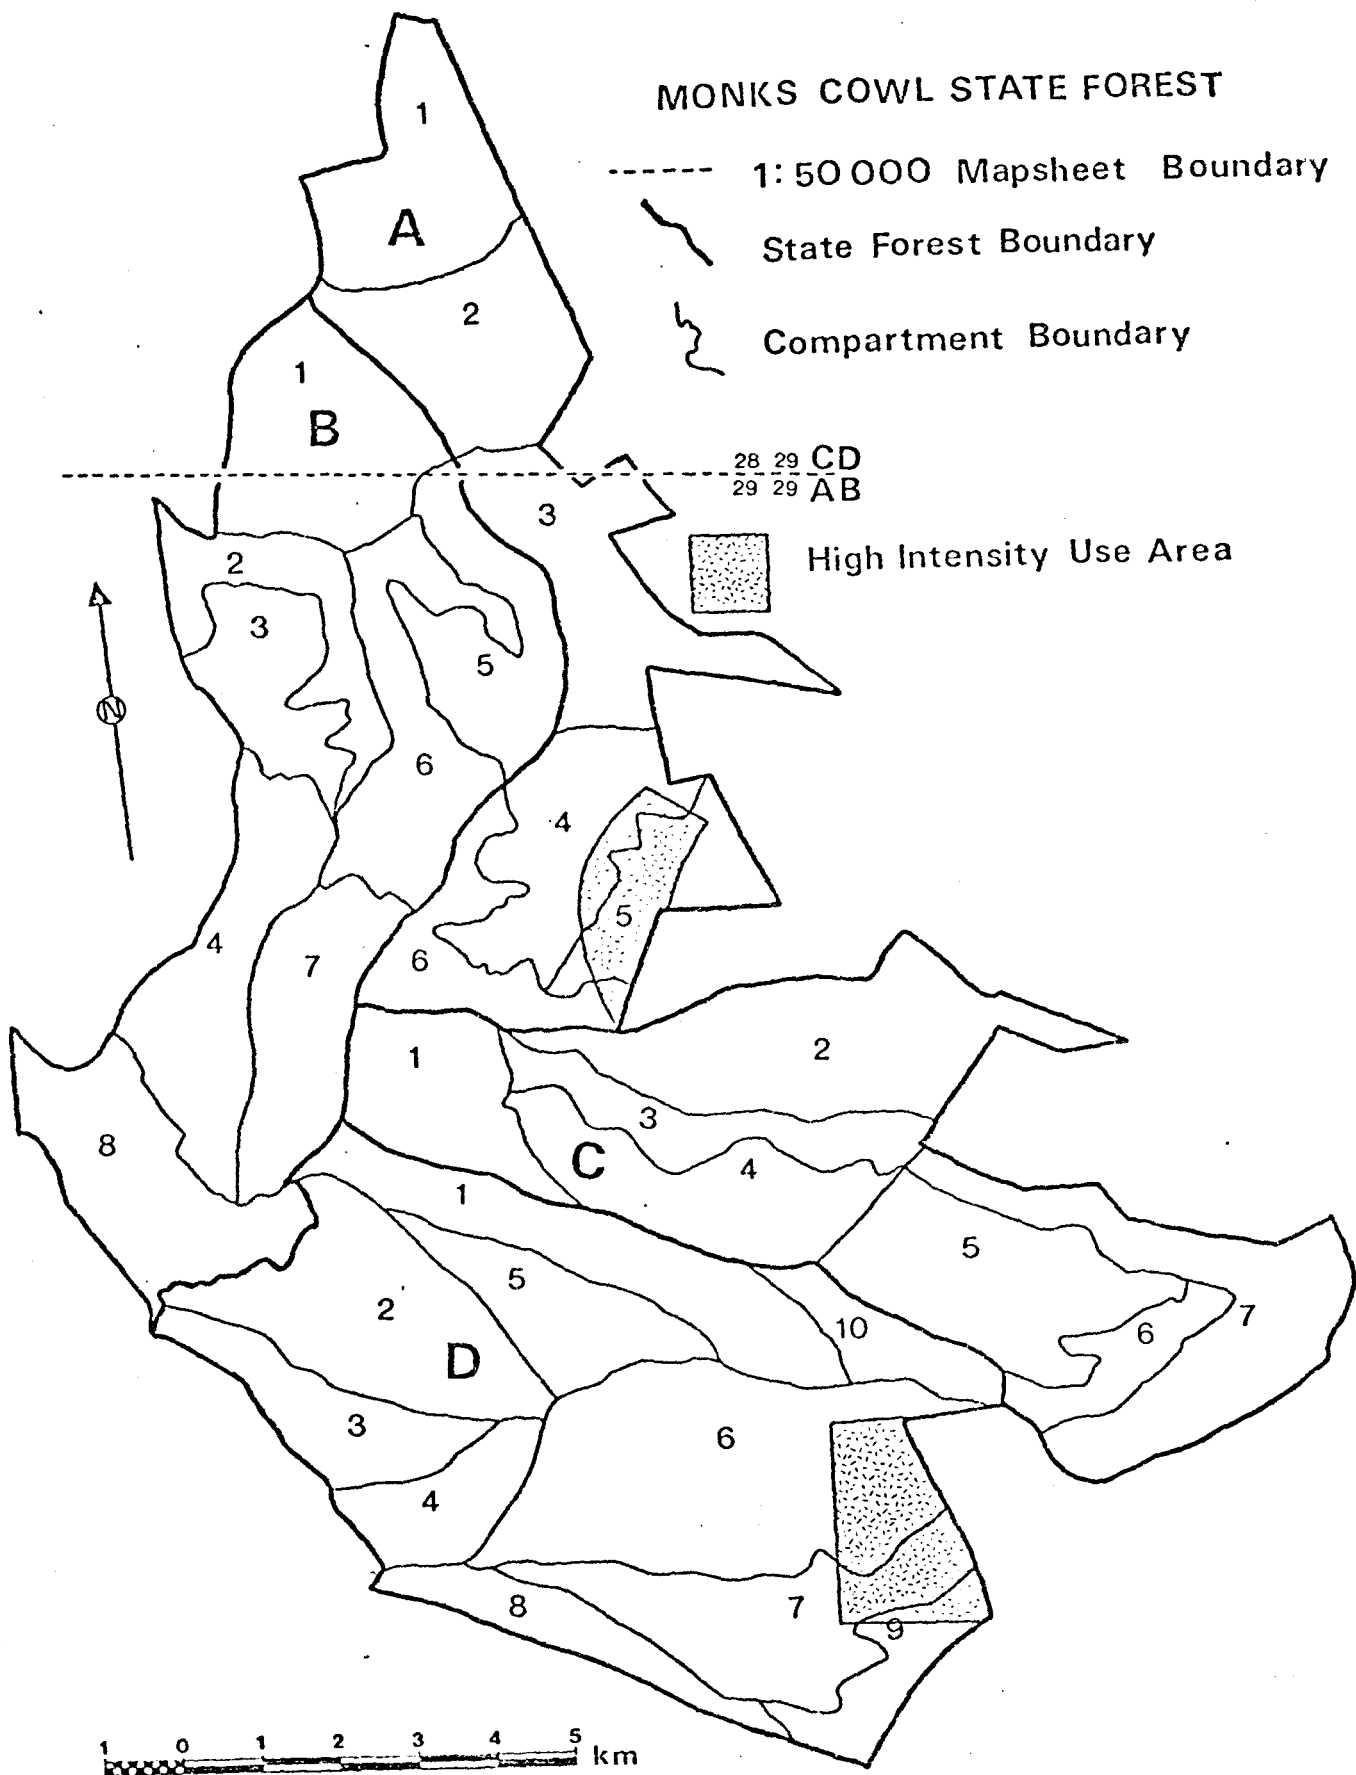 MONKS COWL STATE FOREST
1:50 000 Mapsheet Boundary
State Forest Boundary
Compartment Boundary
28 29 CD
29 29 AB
High Intensity Use Area
1
A
2
1
B
3
2
3
5
6
4
5
4
7
6
1
2
3
C
4
8
1
5
5
2
10
6
7
D
3
6
4
8
7
9
N
1 0 1 2 3 4 5 km